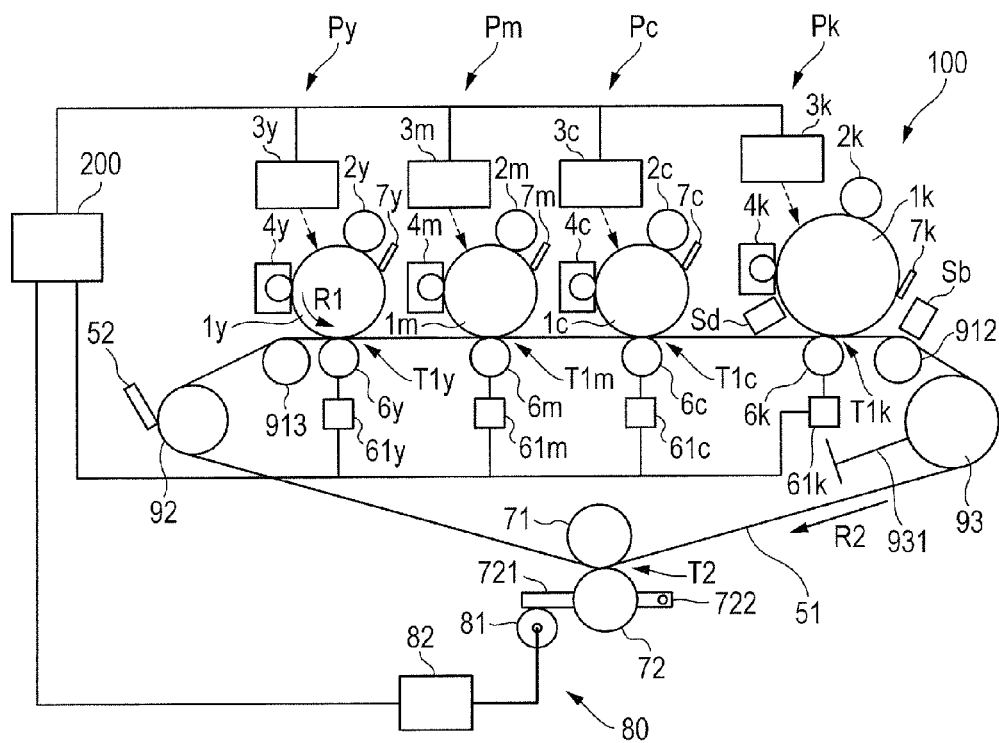 Py Pm Pc Pk
100
3y 3m 3c 3k
200
2y 2m 2c 2k
7y 7m 7c 1k
4y 4m 4c 4k 7k
R1 Sb
1y 1m 1c Sd
52 912
T1y T1m T1c T1k
913 6y 6m 6c 6k
61y 61m 61c 61k
92 93
71 R2 931
721 T2
722 51
81
82 72
80